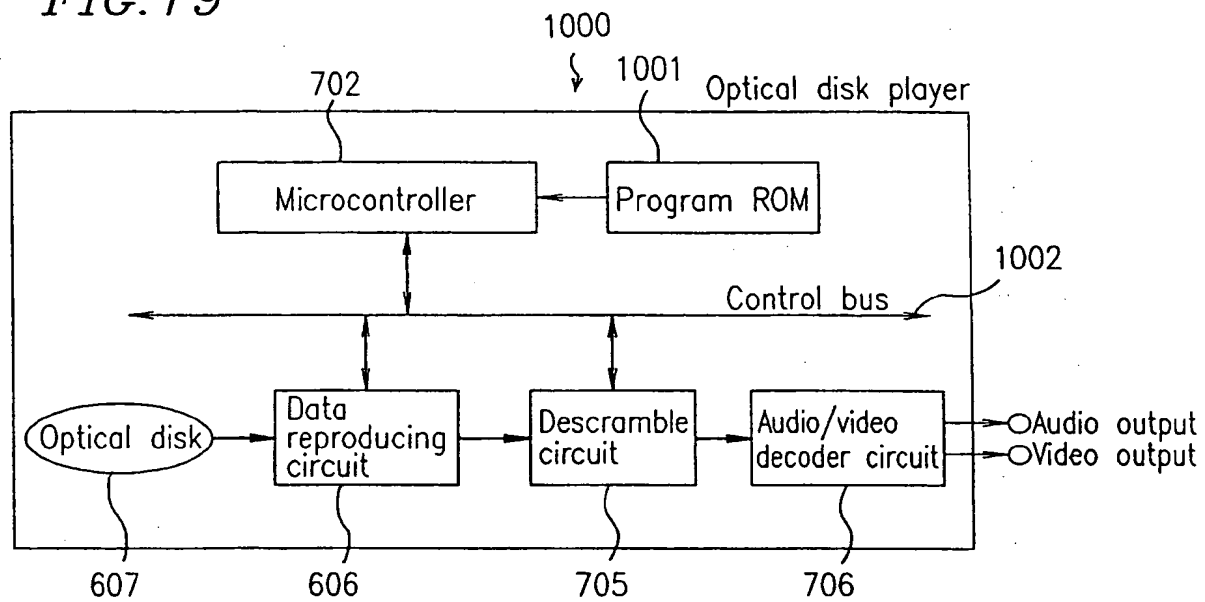 FIG. 79
1000
702
1001
Optical disk player
Microcontroller
Program ROM
1002
Control bus
Optical disk
Data
reproducing
circuit
Descramble
circuit
Audio/video
decoder circuit
Audio output
Video output
607
606
705
706